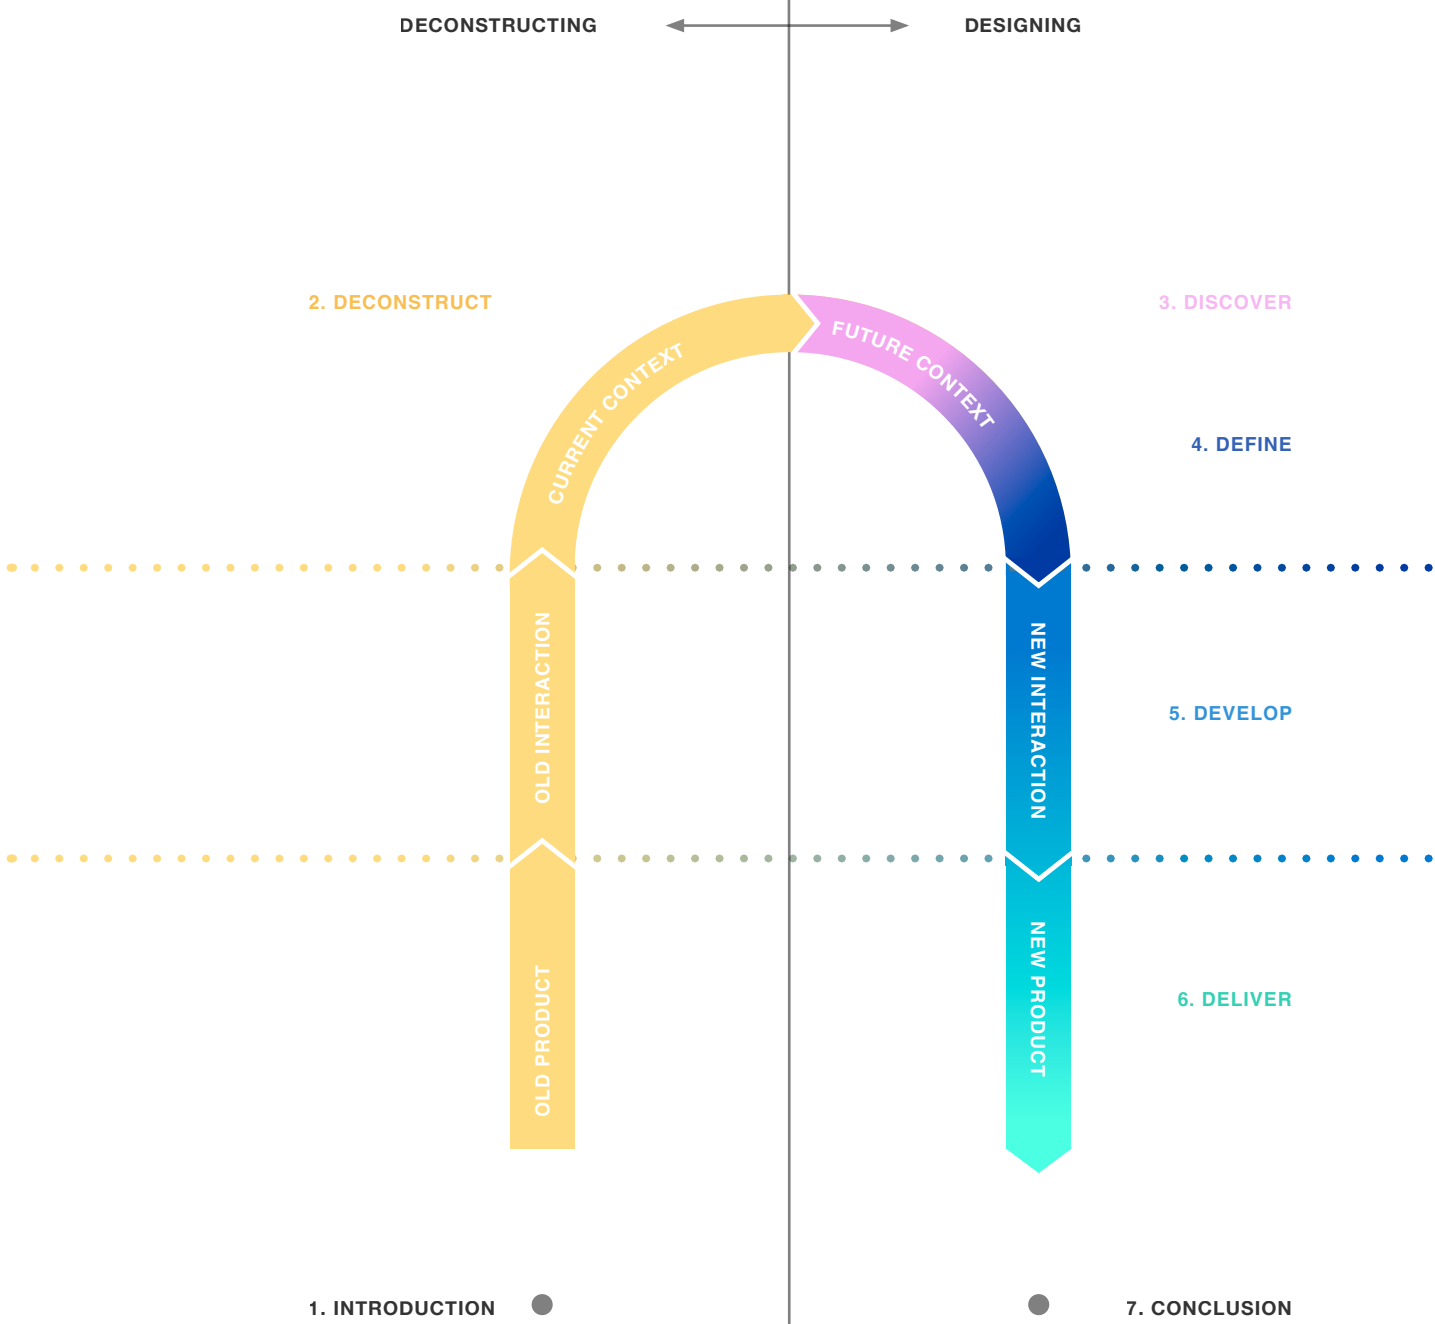 DECONSTRUCTING
DESIGNING
2. DECONSTRUCT
3. DISCOVER
CURRENT CONTEXT
FUTURE CONTEXT
4. DEFINE
OLD INTERACTION
NEW INTERACTION
5. DEVELOP
OLD PRODUCT
NEW PRODUCT
6. DELIVER
1. INTRODUCTION
7. CONCLUSION